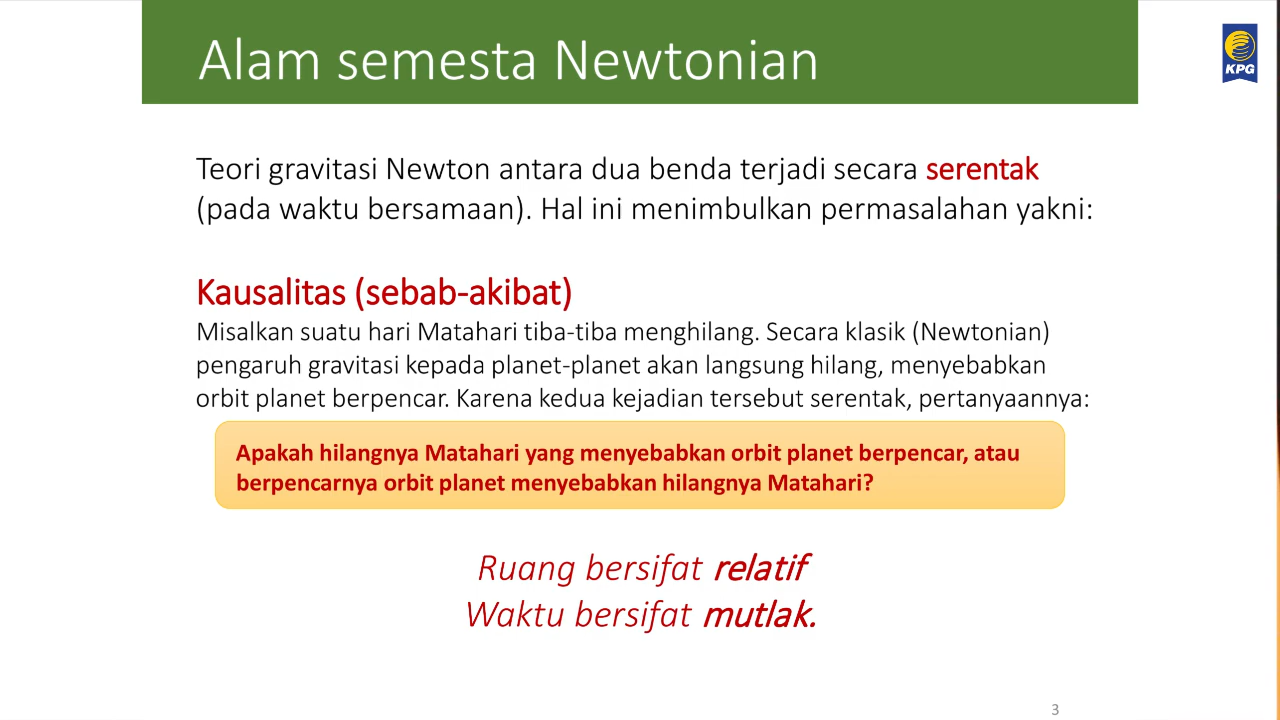 Alam semesta Newtonian
KPG
Teori gravitasi Newton antara dua benda terjadi secara serentak
(pada waktu bersamaan). Hal ini menimbulkan permasalahan yakni:
Kausalitas (sebab-akibat)
Misalkan suatu hari Matahari tiba-tiba menghilang. Secara klasik (Newtonian)
pengaruh gravitasi kepada planet-planet akan langsung hilang, menyebabkan
orbit planet berpencar. Karena kedua kejadian tersebut serentak, pertanyaannya:
Apakah hilangnya Matahari yang menyebabkan orbit planet berpencar, atau
berpencarnya orbit planet menyebabkan hilangnya Matahari?
Ruang bersifat relatif
Waktu bersifat mutlak.
3